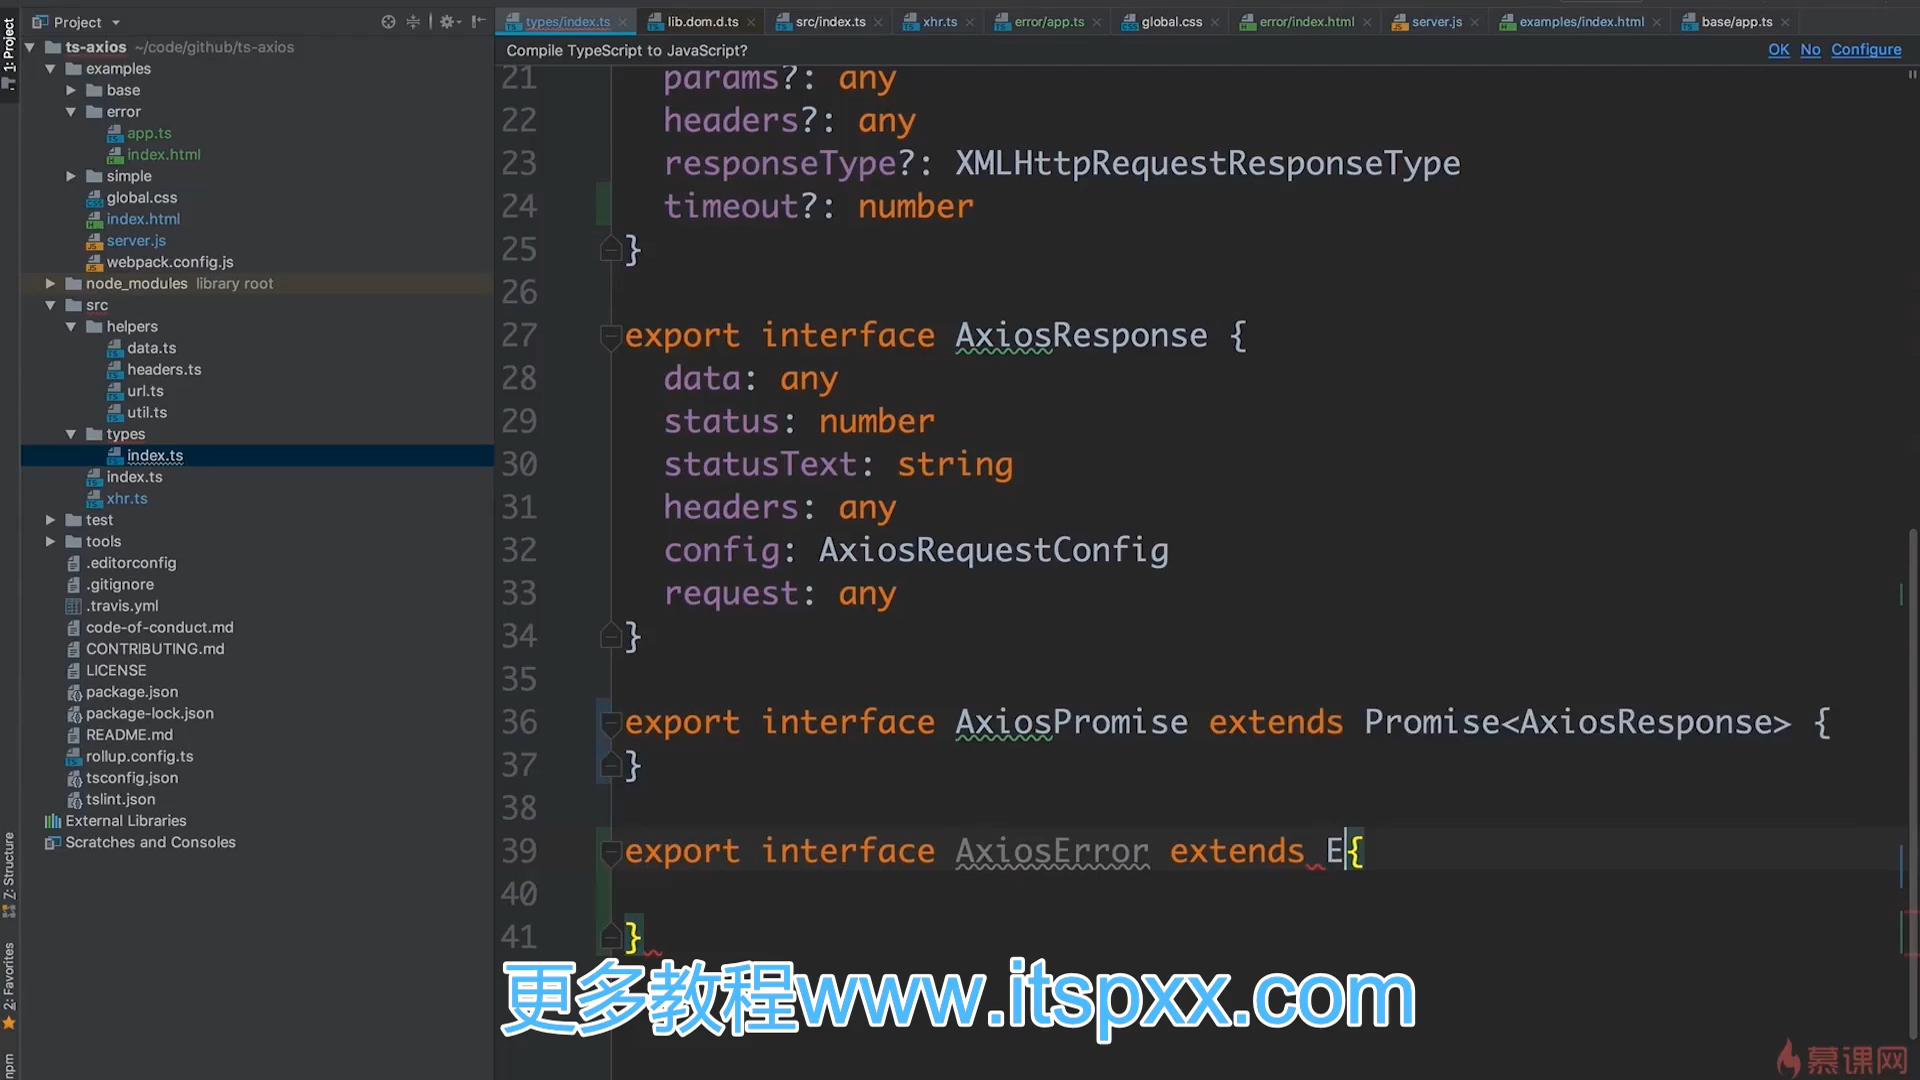 Project
types/index.ts
lib.dom.d.ts
src/index.ts
xhr.ts
error/app.ts
global.css
error/index.html
server.js
examples/index.html
base/app.ts
Compile TypeScript to JavaScript?
OK No Configure
1: Project
Z: Structure
2: Favorites
npm
ts-axios ~/code/github/ts-axios
examples
base
error
app.ts
index.html
simple
global.css
index.html
server.js
webpack.config.js
node_modules library root
src
helpers
data.ts
headers.ts
url.ts
util.ts
types
index.ts
index.ts
xhr.ts
test
tools
.editorconfig
.gitignore
.travis.yml
code-of-conduct.md
CONTRIBUTING.md
LICENSE
package.json
package-lock.json
README.md
rollup.config.ts
tsconfig.json
tslint.json
External Libraries
Scratches and Consoles
21 params?: any
22 headers?: any
23 responseType?: XMLHttpRequestResponseType
24 timeout?: number
25 }
26
27 export interface AxiosResponse {
28 data: any
29 status: number
30 statusText: string
31 headers: any
32 config: AxiosRequestConfig
33 request: any
34 }
35
36 export interface AxiosPromise extends Promise<AxiosResponse> {
37 }
38
39 export interface AxiosError extends E{
40
41 }
更多教程www.itspxx.com
慕课网